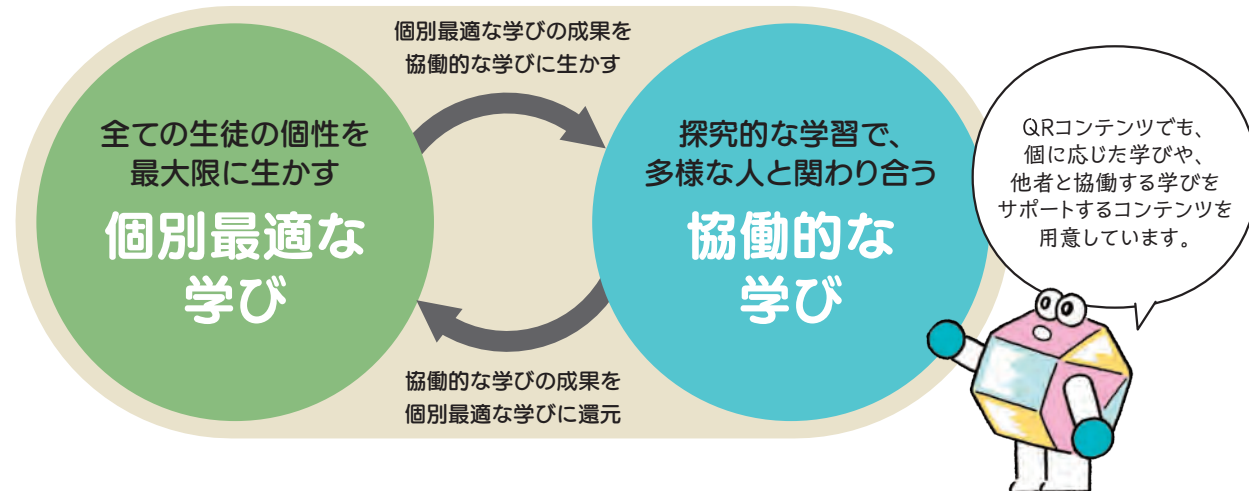 個別最適な学びの成果を
協働的な学びに生かす
全ての生徒の個性を
最大限に生かす
個別最適な
学び
探究的な学習で、
多様な人と関わり合う
協働的な
学び
QRコンテンツでも、
個に応じた学びや、
他者と協働する学びを
サポートするコンテンツを
用意しています。
協働的な学びの成果を
個別最適な学びに還元